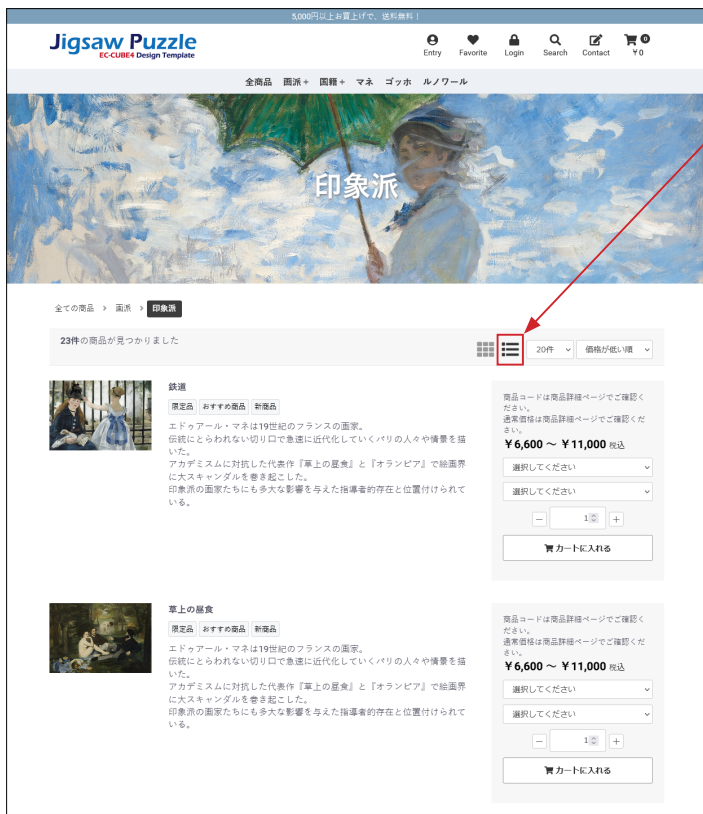 5,000円以上お買上げで、送料無料！
Jigsaw Puzzle
EC-CUBE4 Design Template
Entry
Favorite
Login
Search
Contact
0
￥0
全商品 画派+ 国籍+ マネ ゴッホ ルノワール
印象派
全ての商品 > 画派 > 印象派
23件の商品が見つかりました
20件
価格が低い順
鉄道
限定品 おすすめ商品 新商品
エドゥアール・マネは19世紀のフランスの画家。
伝統にとらわれない切り口で急速に近代化していくパリの人々や情景を描
いた。
アカデミスムに対抗した代表作『草上の昼食』と『オランピア』で絵画界
に大スキャンダルを巻き起こした。
印象派の画家たちにも多大な影響を与えた指導者的存在と位置付けられて
いる。
商品コードは商品詳細ページでご確認く
ださい。
通常価格は商品詳細ページでご確認くだ
さい。
￥6,600 ～ ￥11,000 税込
選択してください
選択してください
－ 1 ＋
カートに入れる
草上の昼食
限定品 おすすめ商品 新商品
エドゥアール・マネは19世紀のフランスの画家。
伝統にとらわれない切り口で急速に近代化していくパリの人々や情景を描
いた。
アカデミスムに対抗した代表作『草上の昼食』と『オランピア』で絵画界
に大スキャンダルを巻き起こした。
印象派の画家たちにも多大な影響を与えた指導者的存在と位置付けられて
いる。
商品コードは商品詳細ページでご確認く
ださい。
通常価格は商品詳細ページでご確認くだ
さい。
￥6,600 ～ ￥11,000 税込
選択してください
選択してください
－ 1 ＋
カートに入れる